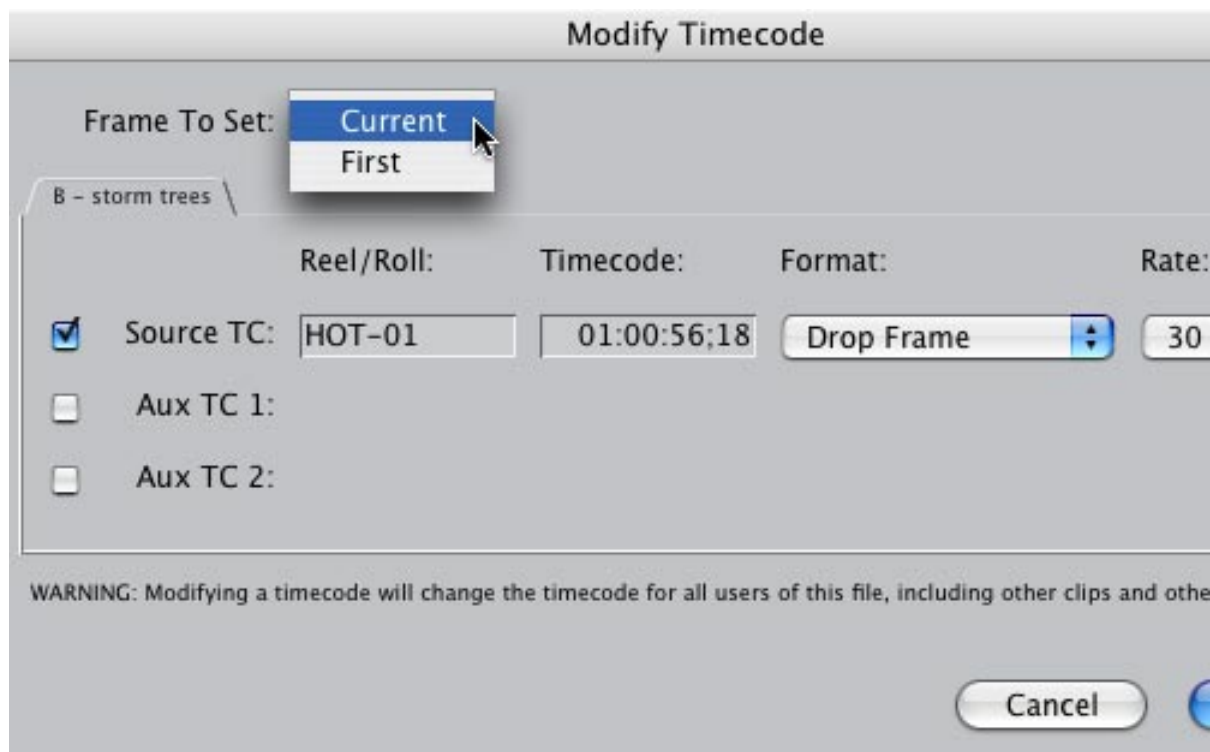 Modify Timecode
Frame To Set: Current
First
B – storm trees
Reel/Roll: Timecode: Format: Rate:
Source TC: HOT-01 01:00:56;18 Drop Frame 30
Aux TC 1:
Aux TC 2:
WARNING: Modifying a timecode will change the timecode for all users of this file, including other clips and othe
Cancel